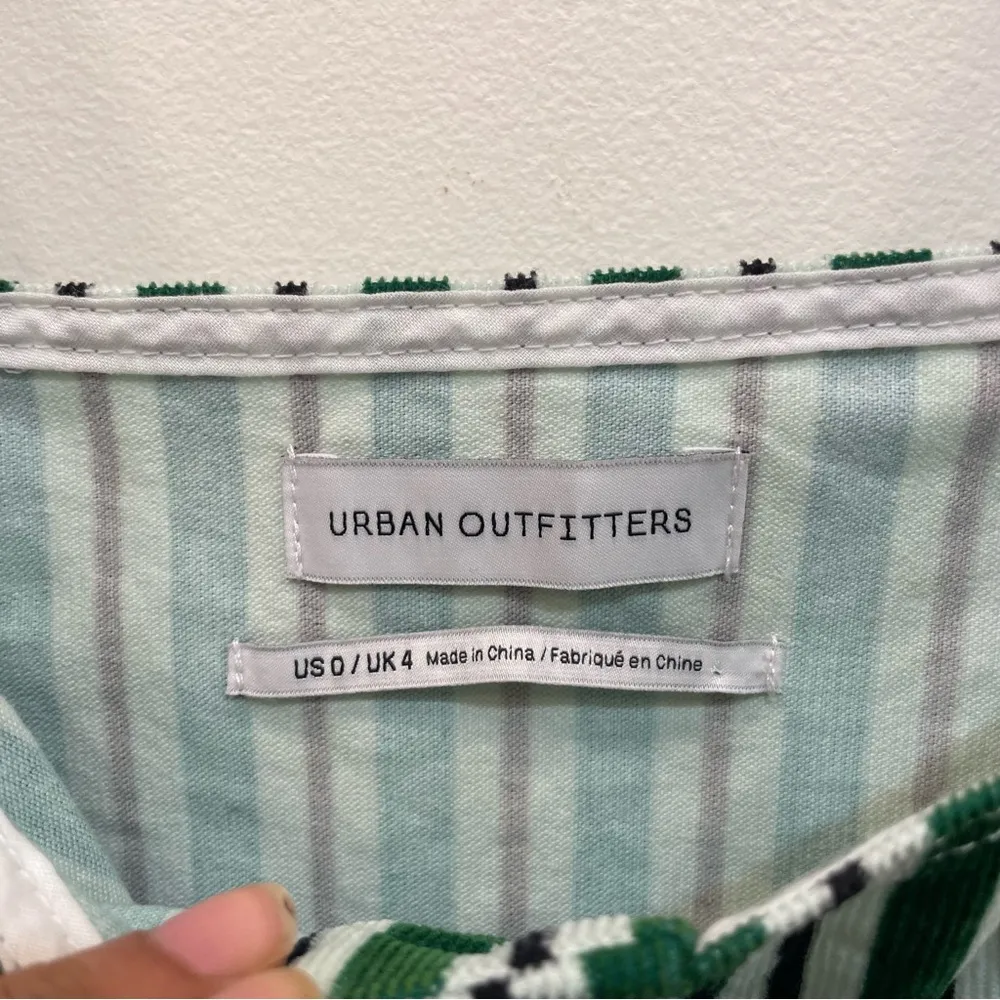 URBAN OUTFITTERS
US 0 / UK 4 Made in China / Fabriqué en Chine